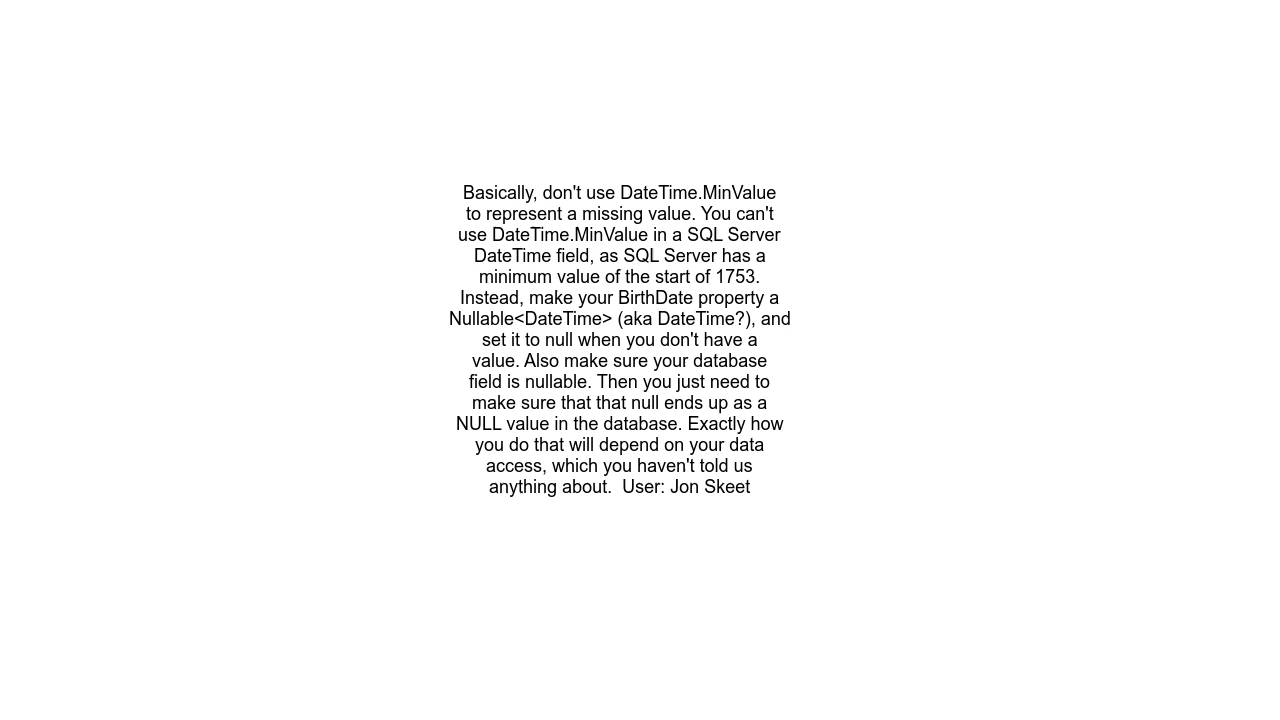 Basically, don't use DateTime.MinValue
to represent a missing value. You can't
use DateTime.MinValue in a SQL Server
DateTime field, as SQL Server has a
minimum value of the start of 1753.
Instead, make your BirthDate property a
Nullable<DateTime> (aka DateTime?), and
set it to null when you don't have a
value. Also make sure your database
field is nullable. Then you just need to
make sure that that null ends up as a
NULL value in the database. Exactly how
you do that will depend on your data
access, which you haven't told us
anything about.  User: Jon Skeet